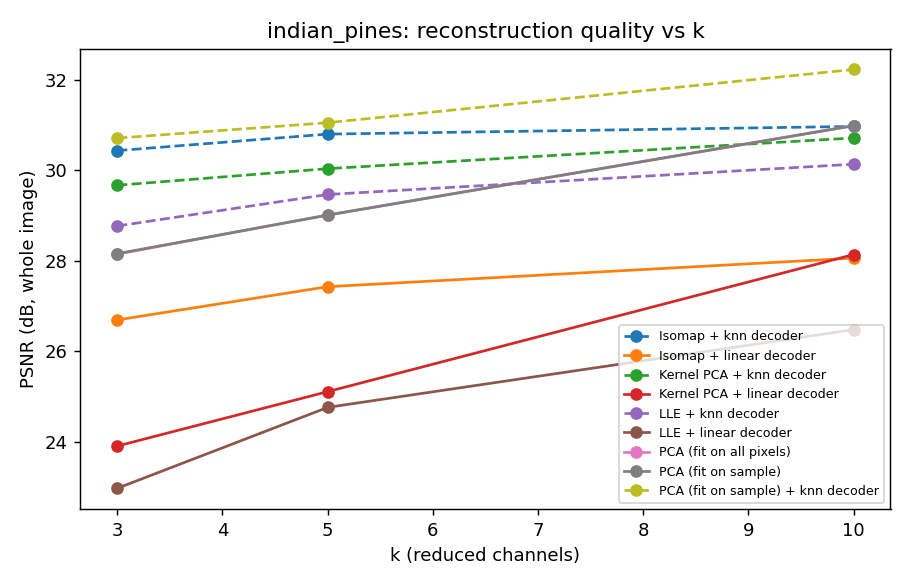 indian_pines: reconstruction quality vs k
PSNR (dB, whole image)
32
30
28
26
24
3
4
5
6
7
8
9
10
k (reduced channels)
Isomap + knn decoder
Isomap + linear decoder
Kernel PCA + knn decoder
Kernel PCA + linear decoder
LLE + knn decoder
LLE + linear decoder
PCA (fit on all pixels)
PCA (fit on sample)
PCA (fit on sample) + knn decoder